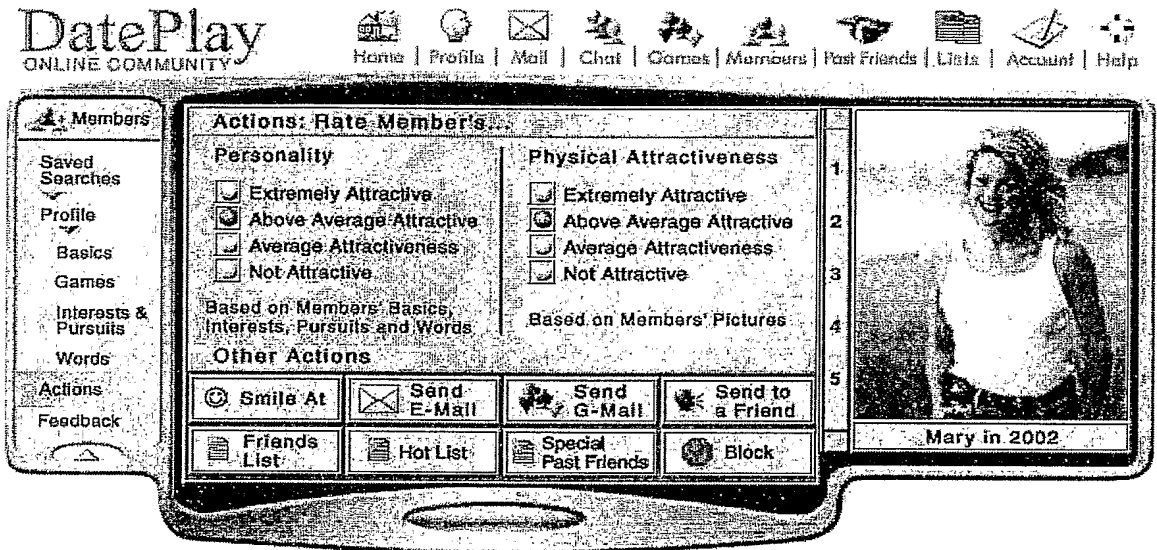 DatePlay
ONLINE COMMUNITY
Home | Profile | Mail | Chat | Games | Members | Past Friends | Lists | Account | Help
Members
Saved
Searches
Profile
Basics
Games
Interests &
Pursuits
Words
Actions
Feedback
Actions: Rate Member's...
Personality
Extremely Attractive
Above Average Attractive
Average Attractiveness
Not Attractive
Based on Members' Basics,
Interests, Pursuits and Words
Physical Attractiveness
Extremely Attractive
Above Average Attractive
Average Attractiveness
Not Attractive
Based on Members' Pictures
Other Actions
Smile At
Send
E-Mail
Send
G-Mail
Send to
a Friend
Friends
List
Hot List
Special
Past Friends
Block
1
2
3
4
5
Mary in 2002